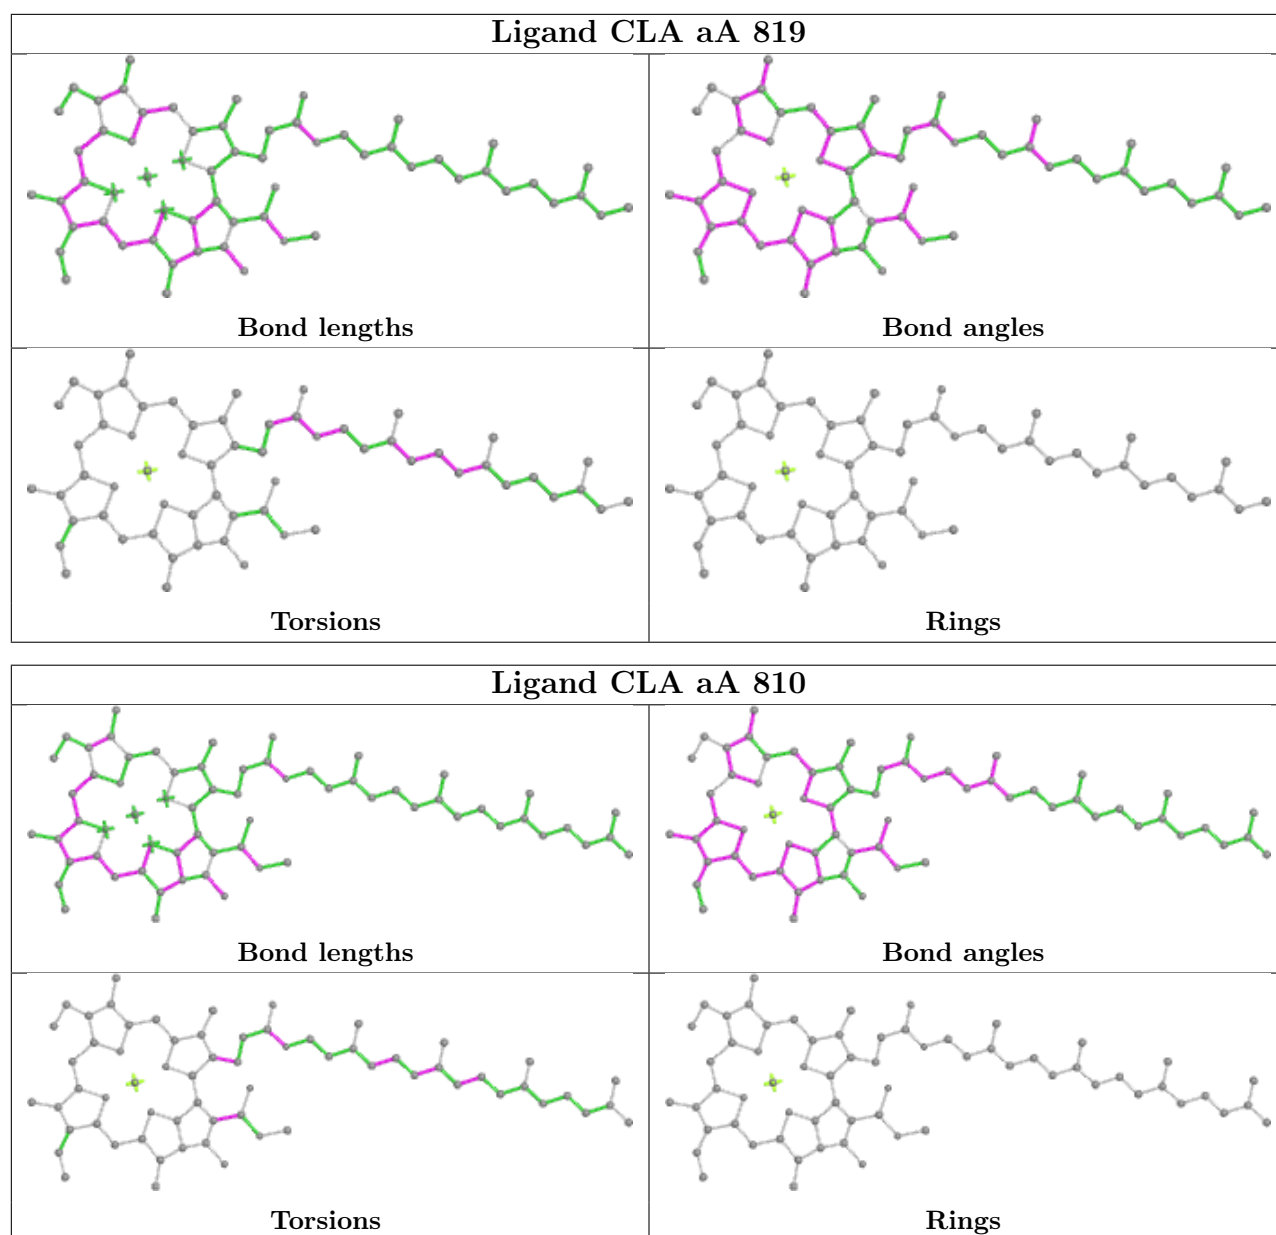 Ligand CLA aA 819
Bond lengths
Bond angles
Torsions
Rings
Ligand CLA aA 810
Bond lengths
Bond angles
Torsions
Rings